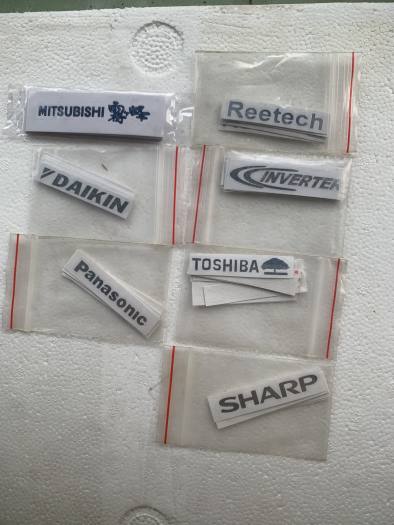 MITSUBISHI 霧峰
Reetech
DAIKIN
INVERTER
Panasonic
TOSHIBA
SHARP